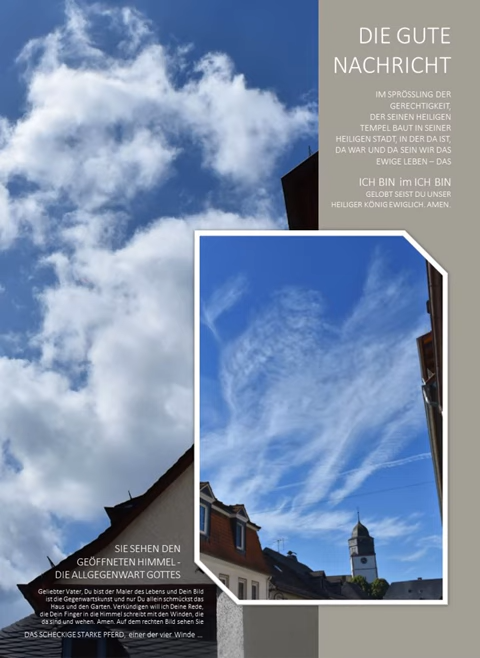 DIE GUTE
NACHRICHT
IM SPRÖSSLING DER
GERECHTIGKEIT,
DER SEINEN HEILIGEN
TEMPEL BAUT IN SEINER
HEILIGEN STADT, IN DER DA IST,
DA WAR UND DA SEIN WIR DAS
EWIGE LEBEN – DAS
ICH BIN im ICH BIN
GELOBT SEIST DU UNSER
HEILIGER KÖNIG EWIGLICH. AMEN.
SIE SEHEN DEN
GEÖFFNETEN HIMMEL -
DIE ALLGEGENWART GOTTES
Geliebter Vater, Du bist der Maler des Lebens und Dein Bild
ist die Gegenwartskunst und nur Du allein schmückst das
Haus und den Garten. Verkündigen will ich Deine Rede,
die Dein Finger in die Himmel schreibt mit den Winden, die
da sind und wehen. Amen. Auf dem rechten Bild sehen Sie
DAS SCHECKIGE STARKE PFERD, einer der vier Winde ...